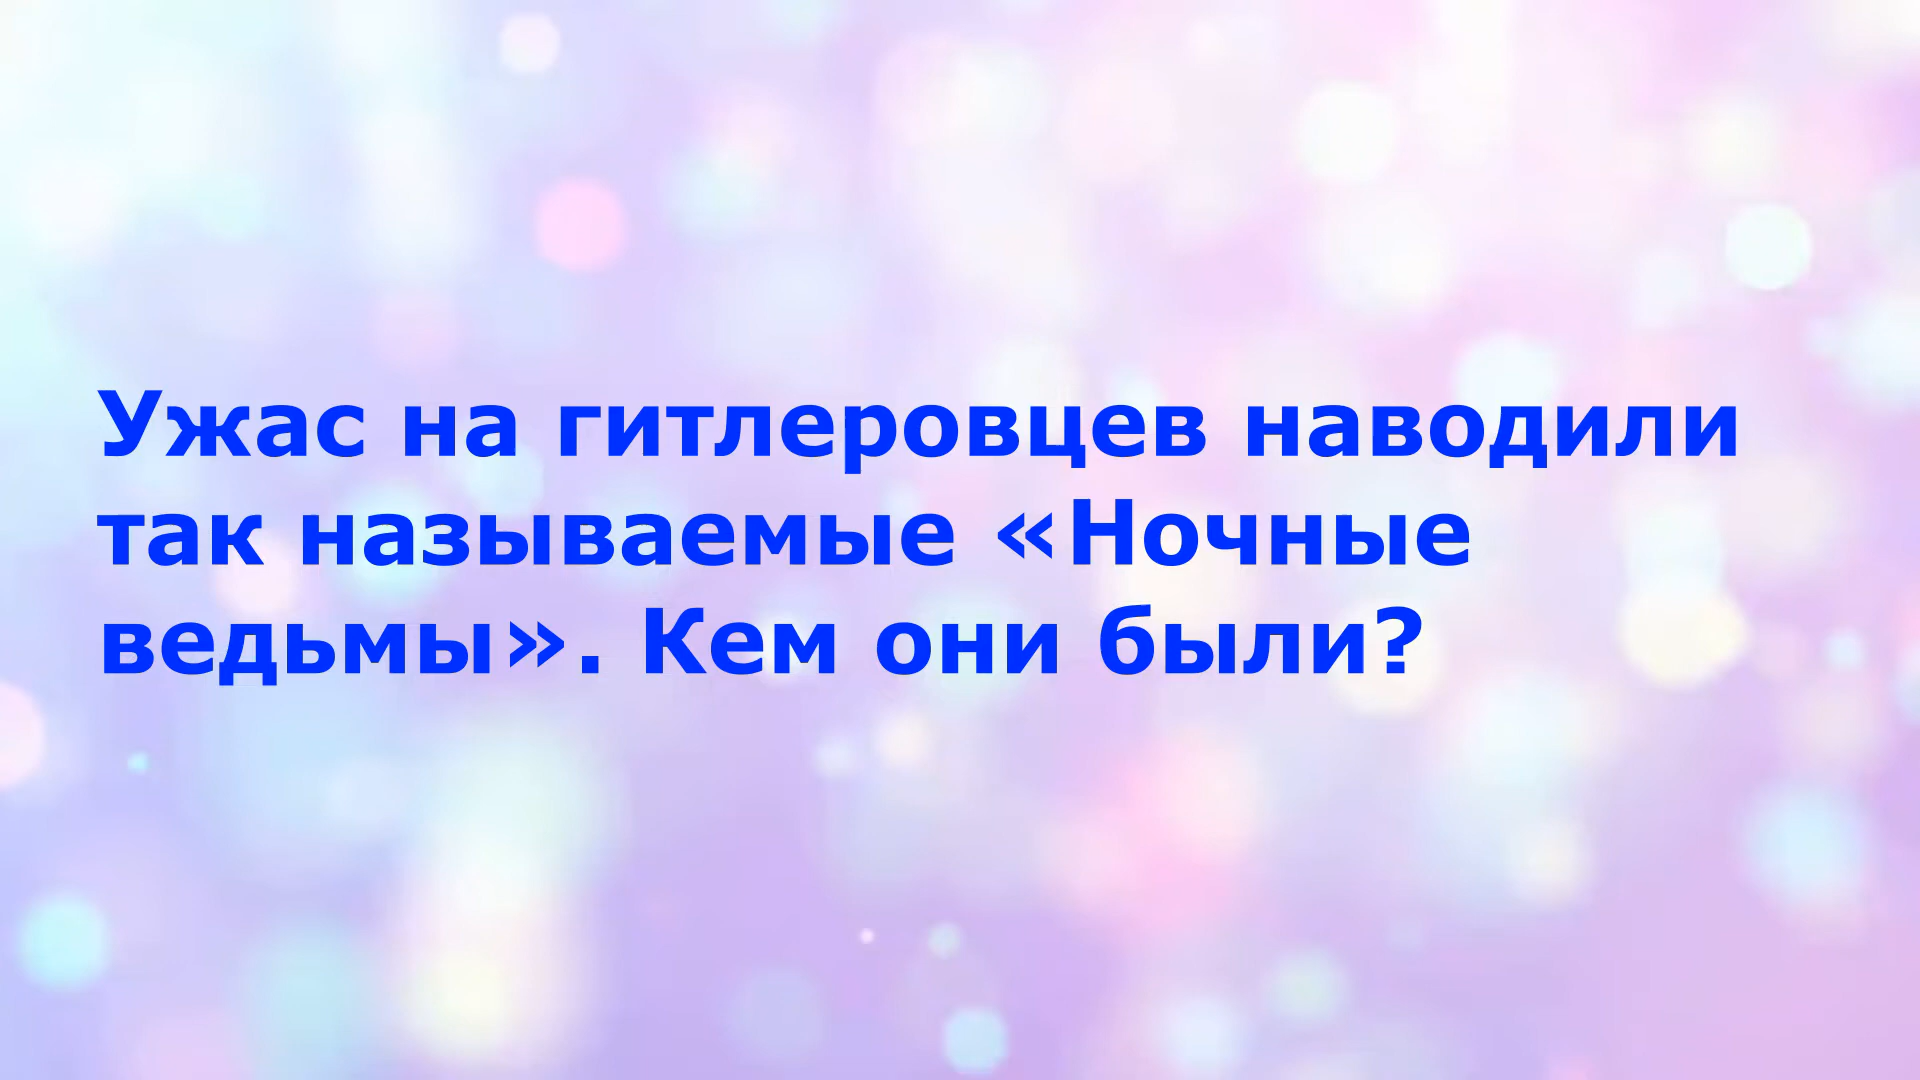 Ужас на гитлеровцев наводили
так называемые «Ночные
ведьмы». Кем они были?